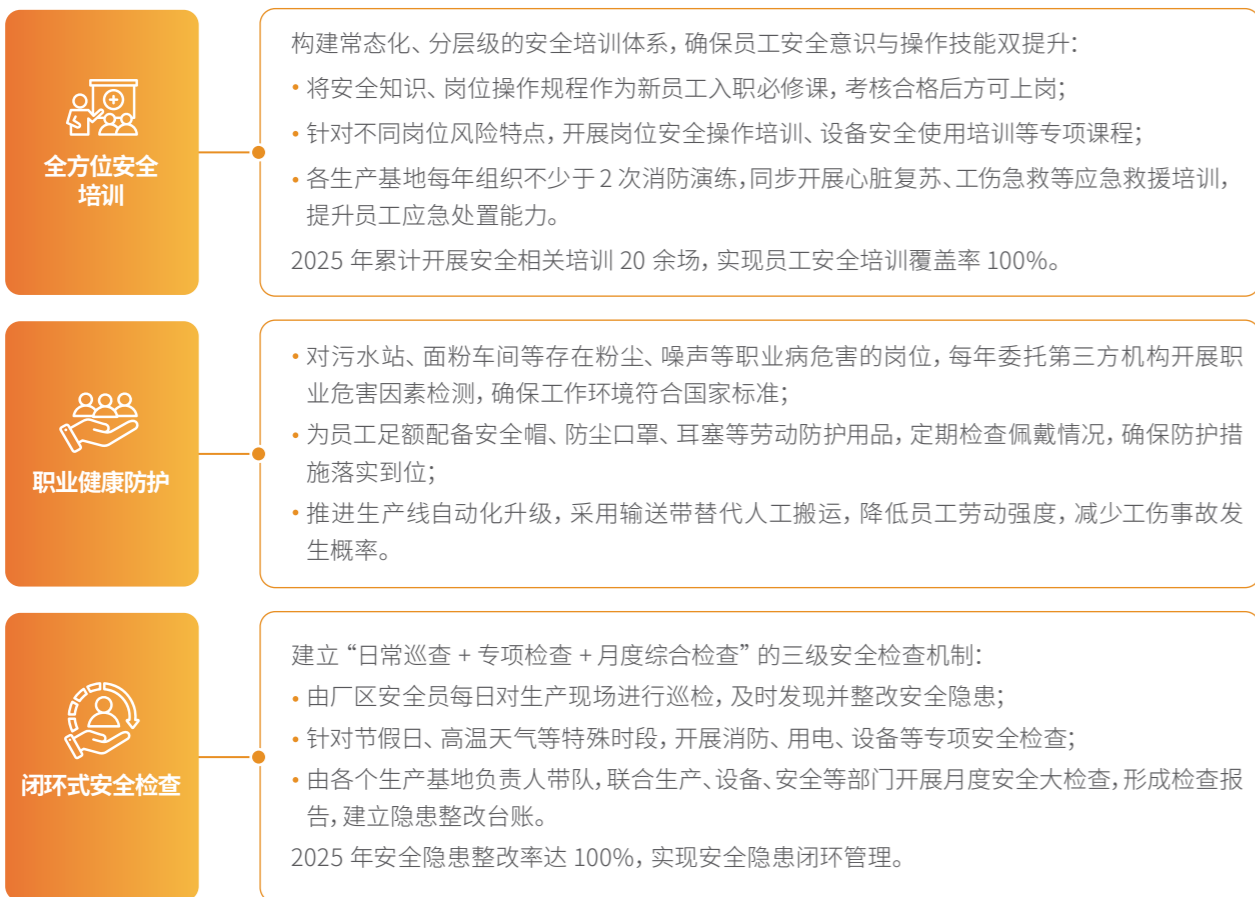 全方位安全
培训
构建常态化、分层级的安全培训体系，确保员工安全意识与操作技能双提升：
• 将安全知识、岗位操作规程作为新员工入职必修课，考核合格后方可上岗；
• 针对不同岗位风险特点，开展岗位安全操作培训、设备安全使用培训等专项课程；
• 各生产基地每年组织不少于 2 次消防演练，同步开展心脏复苏、工伤急救等应急救援培训，
提升员工应急处置能力。
2025 年累计开展安全相关培训 20 余场，实现员工安全培训覆盖率 100%。
职业健康防护
• 对污水站、面粉车间等存在粉尘、噪声等职业病危害的岗位，每年委托第三方机构开展职
业危害因素检测，确保工作环境符合国家标准；
• 为员工足额配备安全帽、防尘口罩、耳塞等劳动防护用品，定期检查佩戴情况，确保防护措
施落实到位；
• 推进生产线自动化升级，采用输送带替代人工搬运，降低员工劳动强度，减少工伤事故发
生概率。
闭环式安全检查
建立“日常巡查 + 专项检查 + 月度综合检查”的三级安全检查机制：
• 由厂区安全员每日对生产现场进行巡检，及时发现并整改安全隐患；
• 针对节假日、高温天气等特殊时段，开展消防、用电、设备等专项安全检查；
• 由各个生产基地负责人带队，联合生产、设备、安全等部门开展月度安全大检查，形成检查报
告，建立隐患整改台账。
2025 年安全隐患整改率达 100%，实现安全隐患闭环管理。